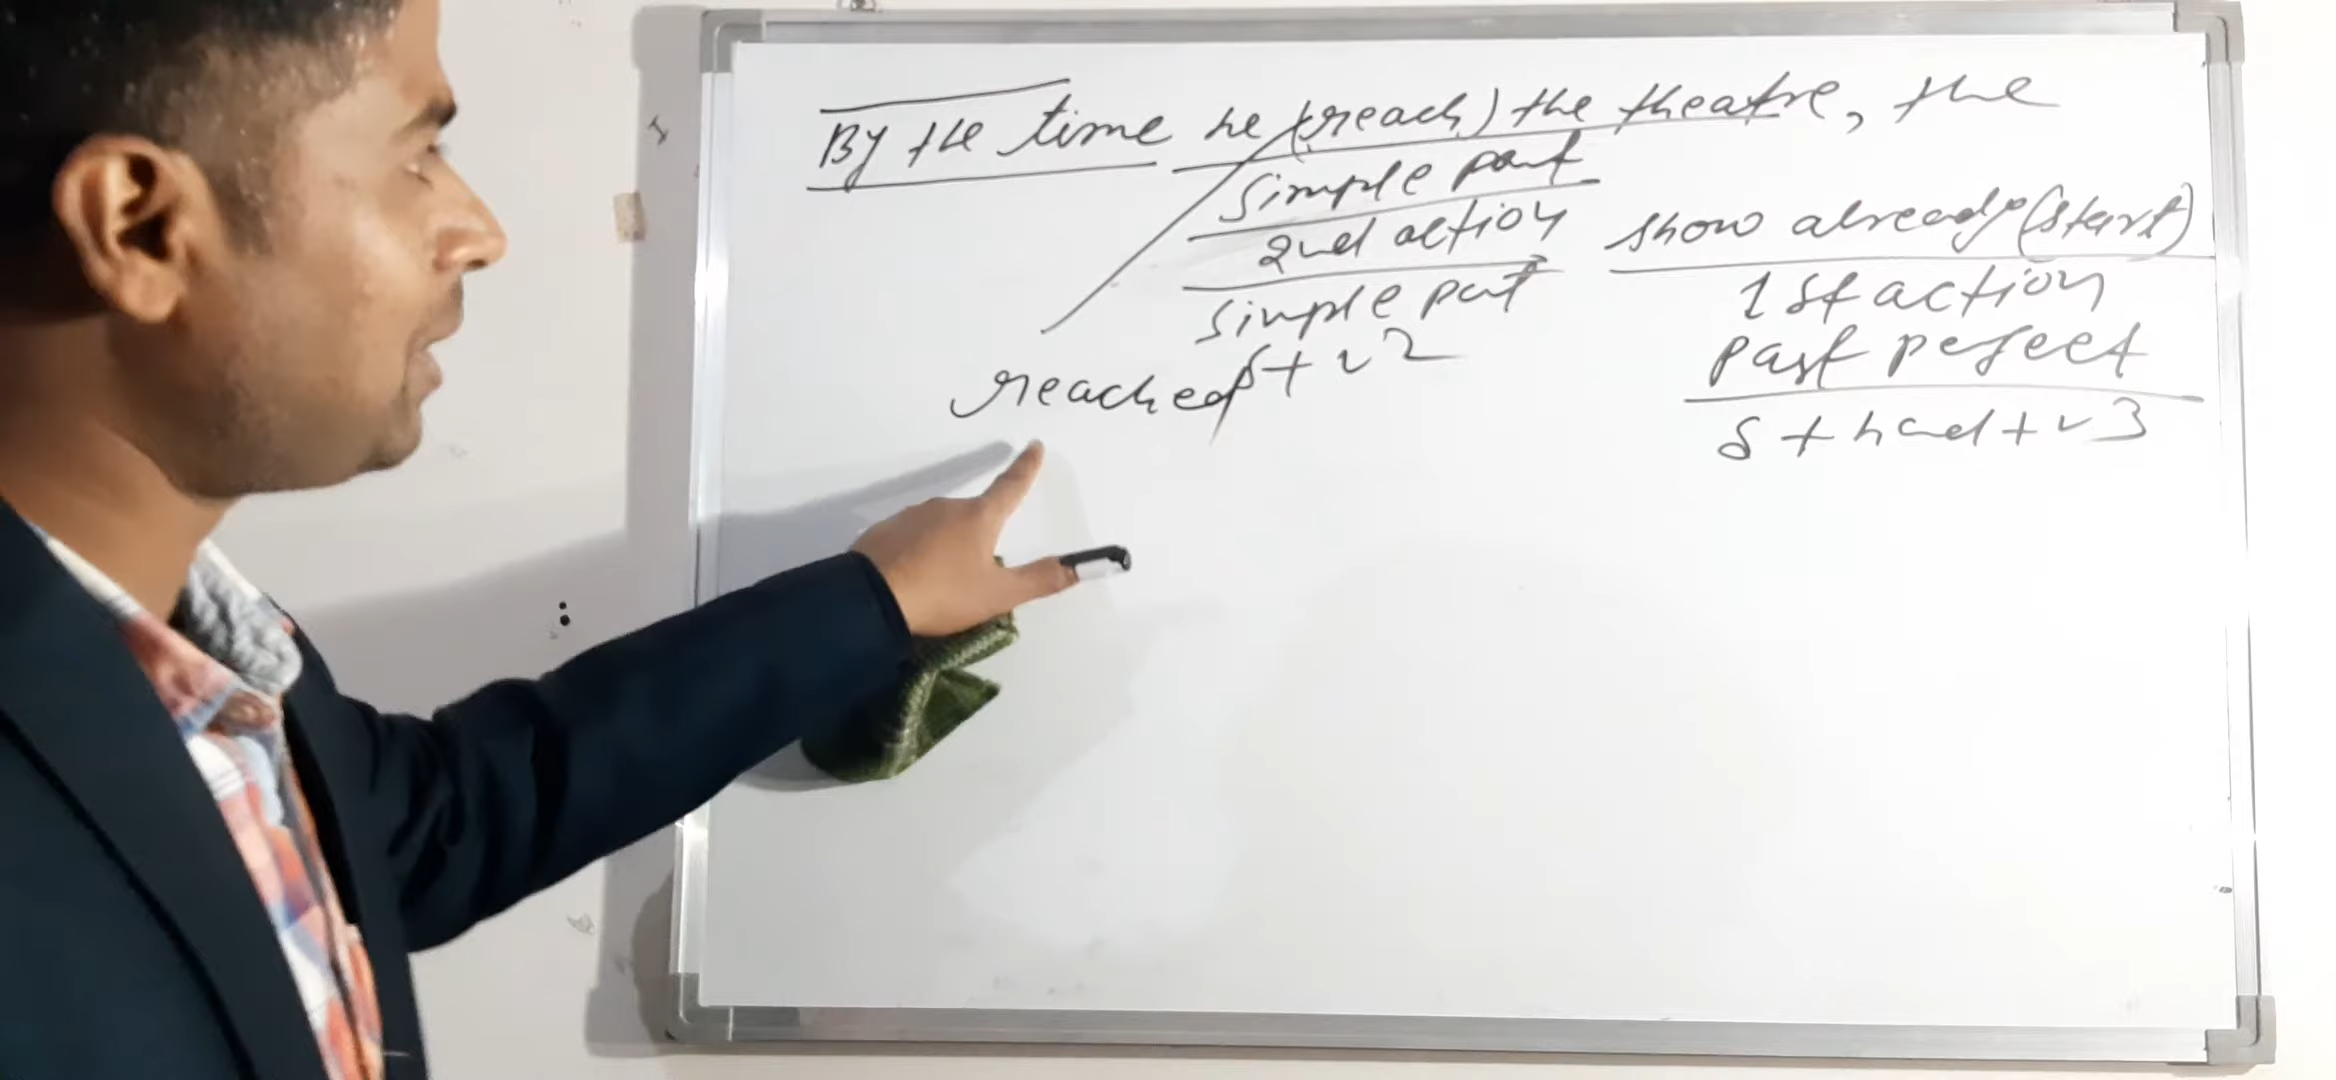 By the time he (reach) the theatre, the
show already (start)
simple past
2nd action
simple past
S + v2
reached
1st action
past perfect
S + had + v3